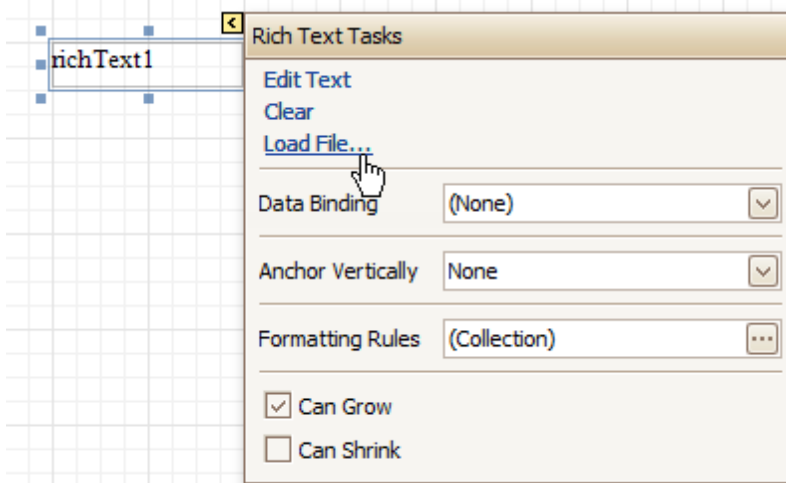 richText1
Rich Text Tasks
Edit Text
Clear
Load File...
Data Binding (None)
Anchor Vertically None
Formatting Rules (Collection)
Can Grow
Can Shrink